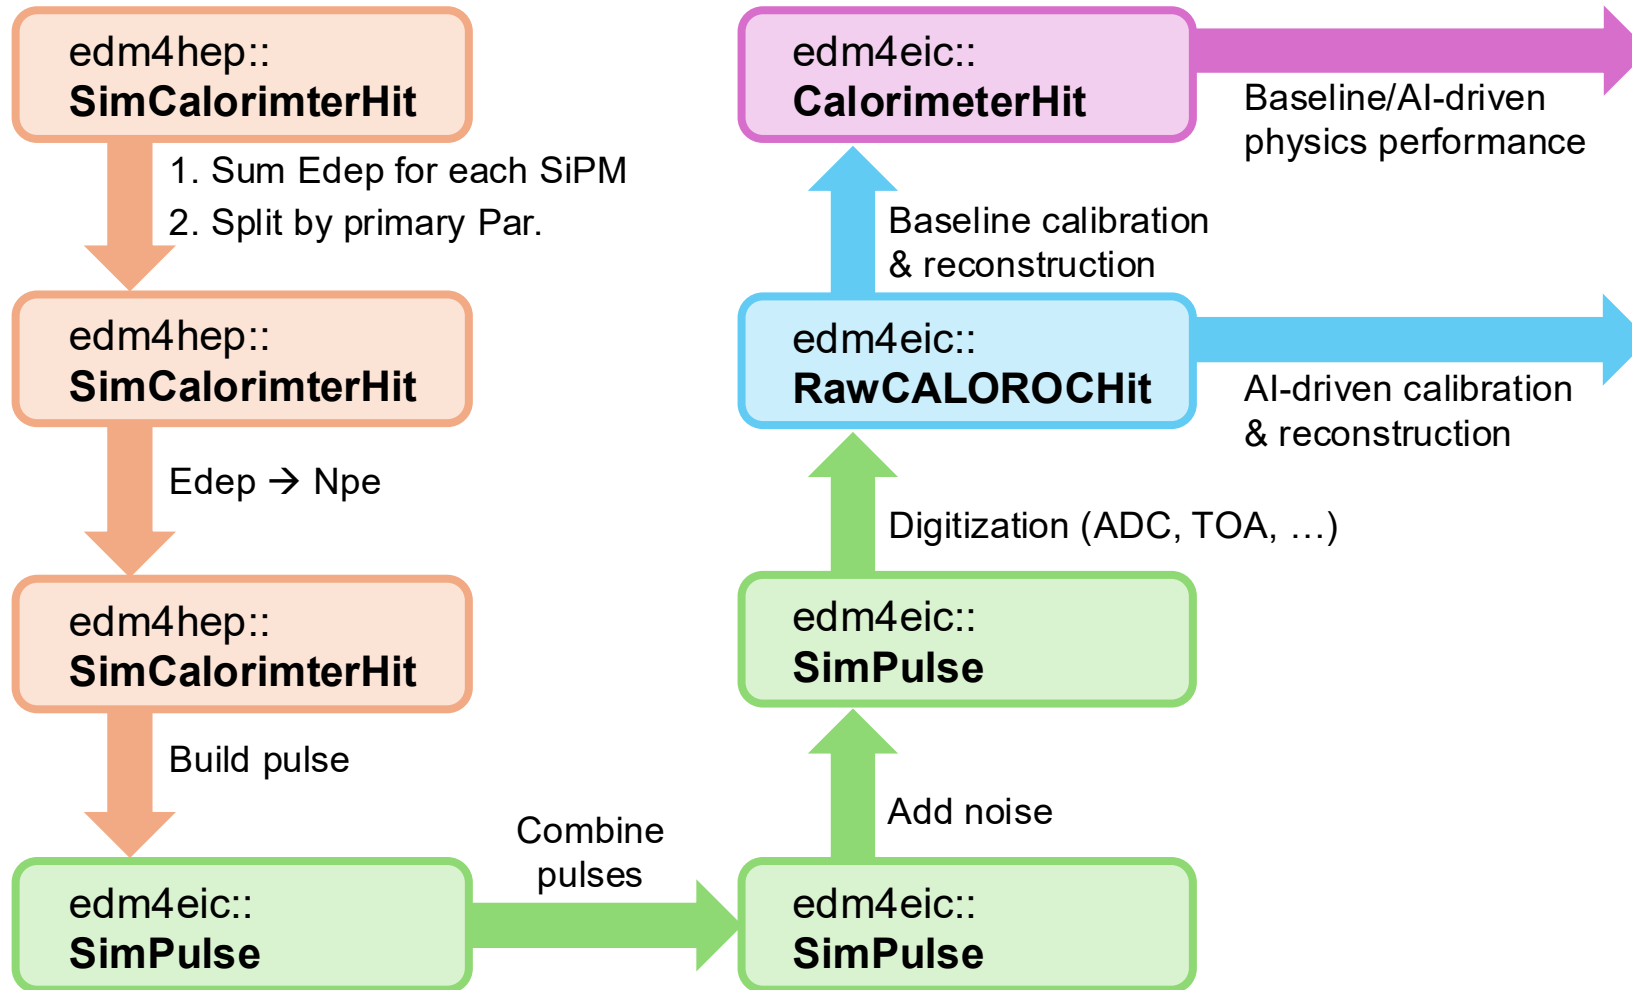 edm4hep::
SimCalorimterHit
1. Sum Edep for each SiPM
2. Split by primary Par.
edm4hep::
SimCalorimterHit
Edep → Npe
edm4hep::
SimCalorimterHit
Build pulse
edm4eic::
SimPulse
Combine
pulses
edm4eic::
SimPulse
Add noise
edm4eic::
SimPulse
Digitization (ADC, TOA, …)
edm4eic::
RawCALOROCHit
AI-driven calibration
& reconstruction
Baseline calibration
& reconstruction
edm4eic::
CalorimeterHit
Baseline/AI-driven
physics performance